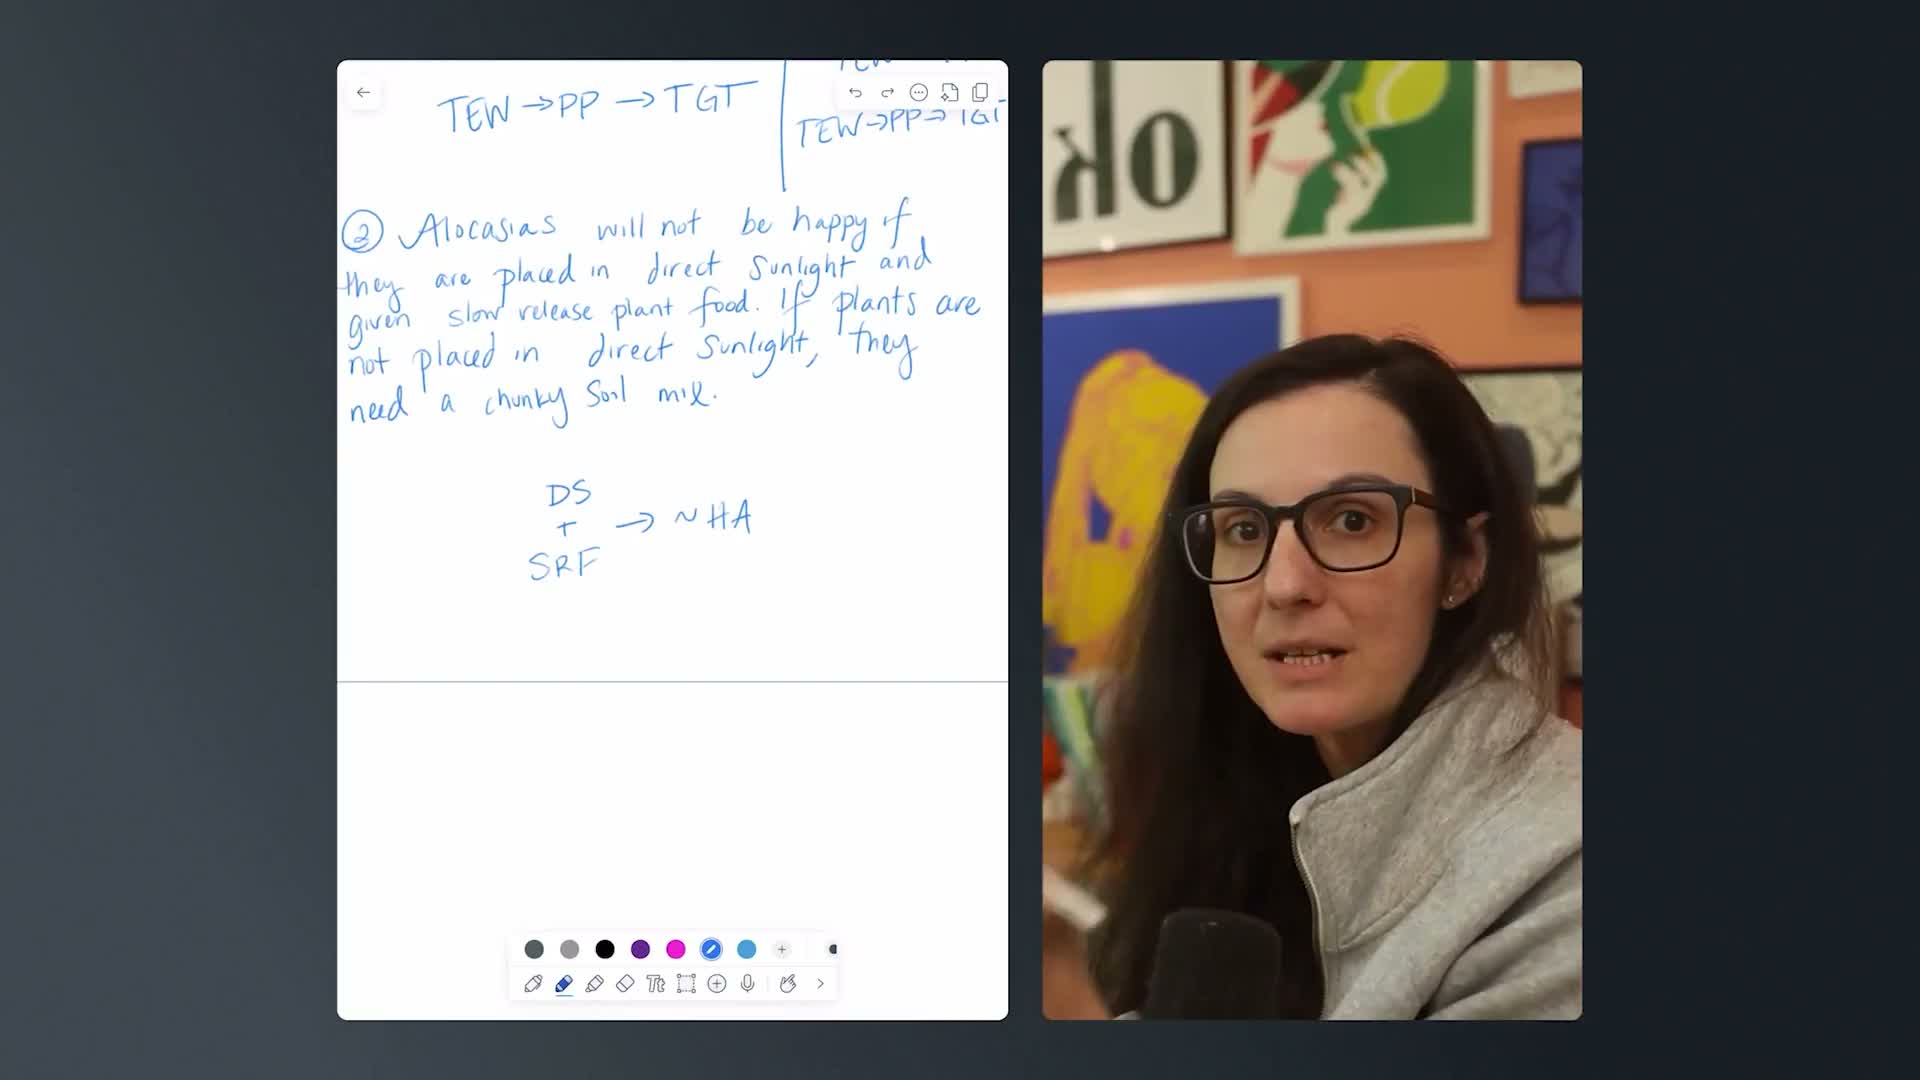 TEW → PP → TGT
TEW → PP → TGT
② Alocasias will not be happy if
they are placed in direct sunlight and
given slow release plant food. If plants are
not placed in direct sunlight, they
need a chunky soil mix.
DS
+
SRF
→ ~HA
Tt
ok